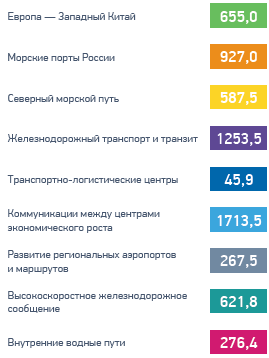 Европа — Западный Китай 655,0
Морские порты России 927,0
Северный морской путь 587,5
Железнодорожный транспорт и транзит 1253,5
Транспортно-логистические центры 45,9
Коммуникации между центрами
экономического роста 1713,5
Развитие региональных аэропортов
и маршрутов 267,5
Высокоскоростное железнодорожное
сообщение 621,8
Внутренние водные пути 276,4